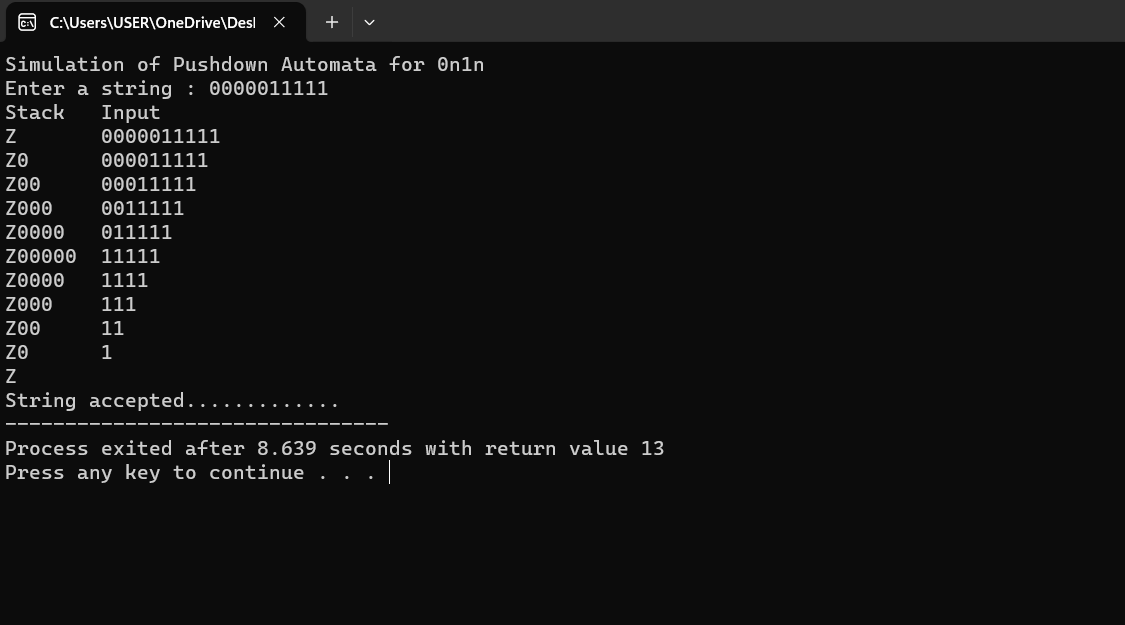 C:\Users\USER\OneDrive\Desl
Simulation of Pushdown Automata for 0n1n
Enter a string : 0000011111
Stack   Input
Z       0000011111
Z0      000011111
Z00     00011111
Z000    0011111
Z0000   011111
Z00000  11111
Z0000   1111
Z000    111
Z00     11
Z0      1
Z
String accepted.............
--------------------------------
Process exited after 8.639 seconds with return value 13
Press any key to continue . . .